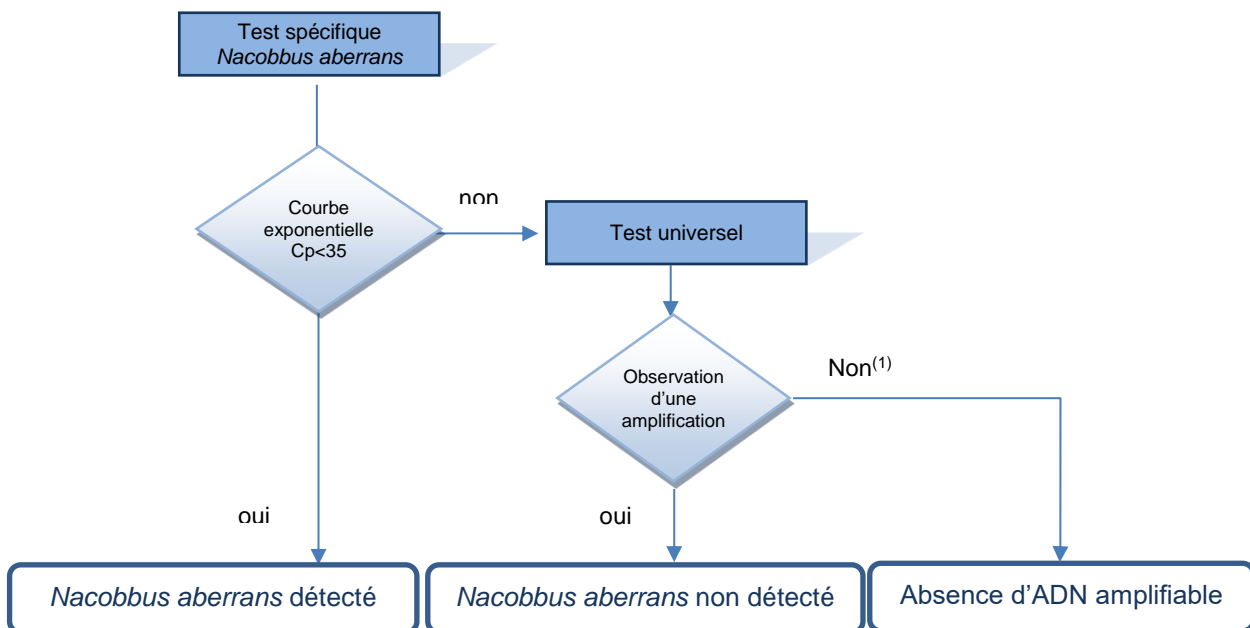 Test spécifique
Nacobbus aberrans
Courbe
exponentielle
Cp<35
non
Test universel
Observation
d’une
amplification
Non(1)
oui
oui
Nacobbus aberrans détecté
Nacobbus aberrans non détecté
Absence d’ADN amplifiable